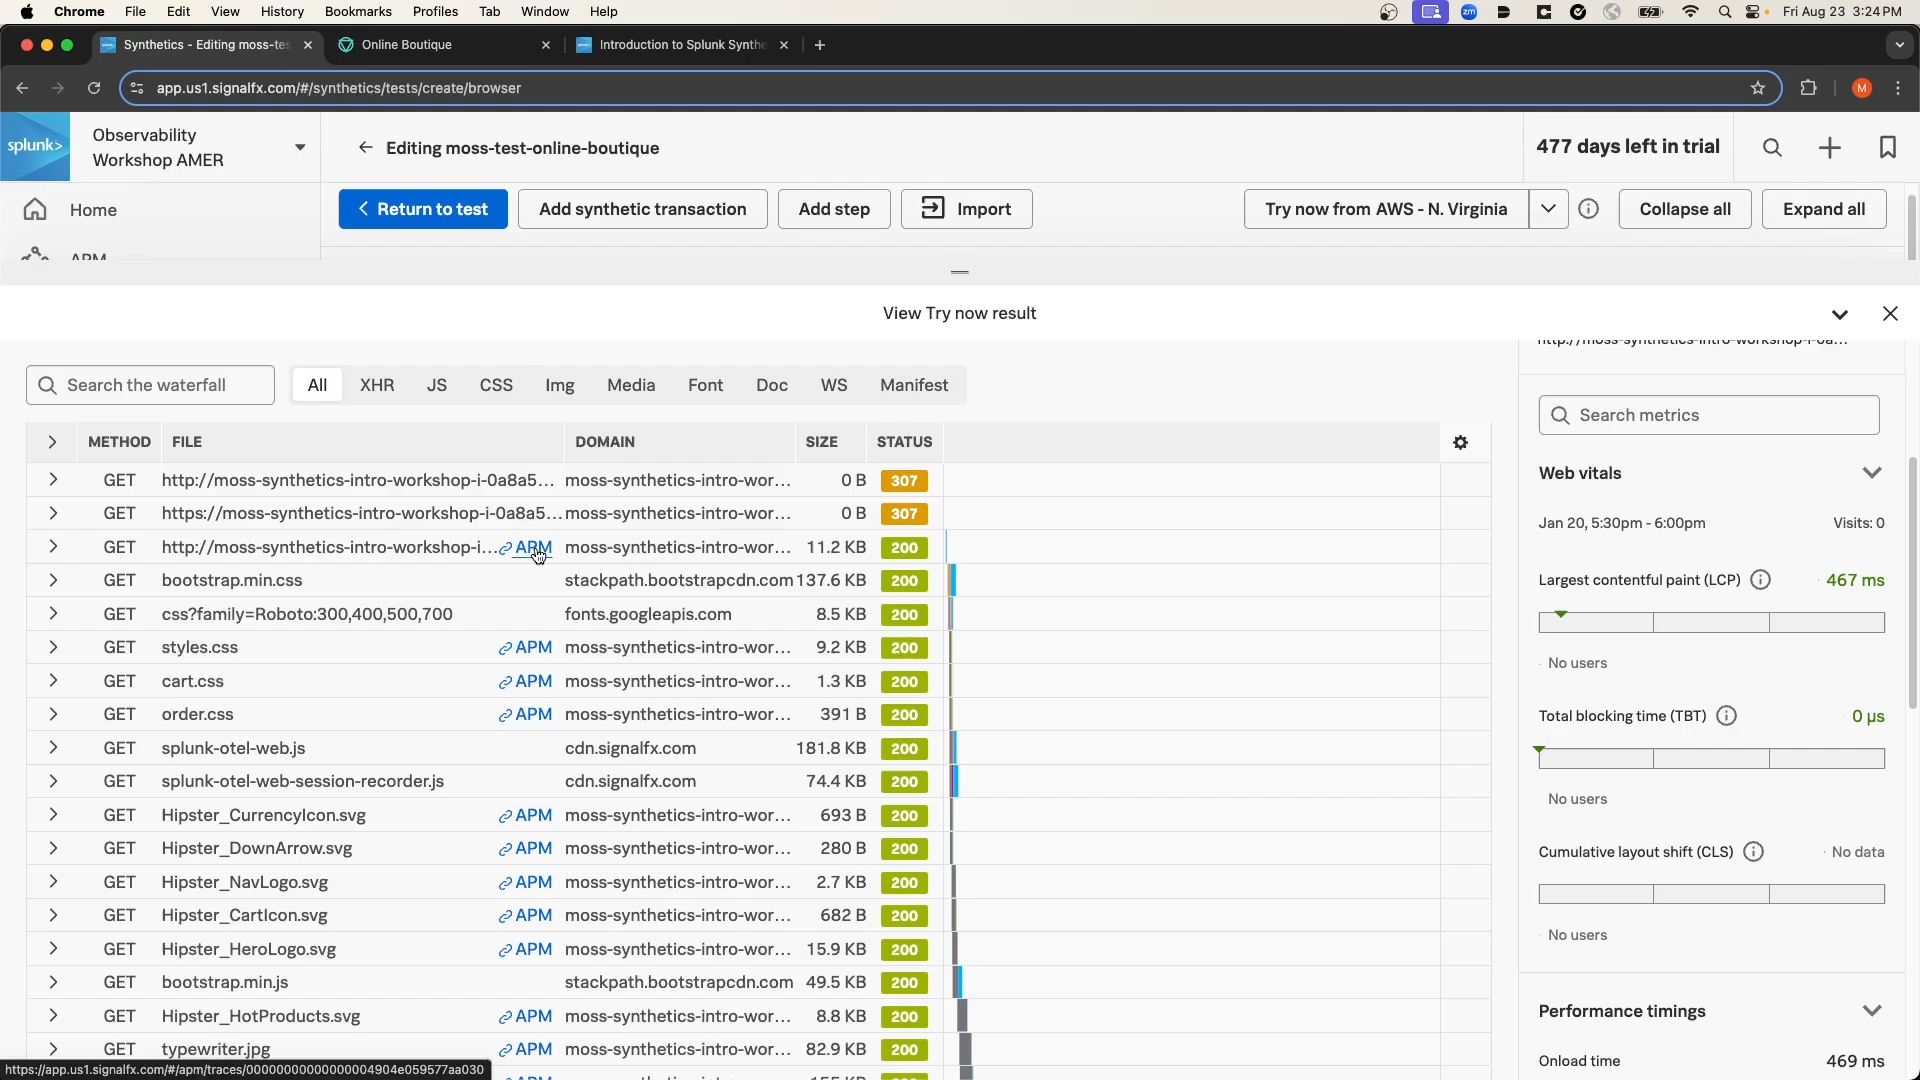 Chrome File Edit View History Bookmarks Profiles Tab Window Help zm Fri Aug 23 3:24 PM
Synthetics - Editing moss-tes Online Boutique Introduction to Splunk Synthe
app.us1.signalfx.com/#/synthetics/tests/create/browser M
splunk> Observability
Workshop AMER
Editing moss-test-online-boutique 477 days left in trial
Home
Return to test Add synthetic transaction Add step Import Try now from AWS - N. Virginia Collapse all Expand all
APM
View Try now result
http://moss-synthetics-intro-workshop-i-0a...
Search the waterfall All XHR JS CSS Img Media Font Doc WS Manifest
Search metrics
METHOD FILE DOMAIN SIZE STATUS
GET http://moss-synthetics-intro-workshop-i-0a8a5... moss-synthetics-intro-wor... 0 B 307
GET https://moss-synthetics-intro-workshop-i-0a8a5... moss-synthetics-intro-wor... 0 B 307
GET http://moss-synthetics-intro-workshop-i... APM moss-synthetics-intro-wor... 11.2 KB 200
GET bootstrap.min.css stackpath.bootstrapcdn.com 137.6 KB 200
GET css?family=Roboto:300,400,500,700 fonts.googleapis.com 8.5 KB 200
GET styles.css APM moss-synthetics-intro-wor... 9.2 KB 200
GET cart.css APM moss-synthetics-intro-wor... 1.3 KB 200
GET order.css APM moss-synthetics-intro-wor... 391 B 200
GET splunk-otel-web.js cdn.signalfx.com 181.8 KB 200
GET splunk-otel-web-session-recorder.js cdn.signalfx.com 74.4 KB 200
GET Hipster_CurrencyIcon.svg APM moss-synthetics-intro-wor... 693 B 200
GET Hipster_DownArrow.svg APM moss-synthetics-intro-wor... 280 B 200
GET Hipster_NavLogo.svg APM moss-synthetics-intro-wor... 2.7 KB 200
GET Hipster_CartIcon.svg APM moss-synthetics-intro-wor... 682 B 200
GET Hipster_HeroLogo.svg APM moss-synthetics-intro-wor... 15.9 KB 200
GET bootstrap.min.js stackpath.bootstrapcdn.com 49.5 KB 200
GET Hipster_HotProducts.svg APM moss-synthetics-intro-wor... 8.8 KB 200
GET typewriter.jpg APM moss-synthetics-intro-wor... 82.9 KB 200
Web vitals
Jan 20, 5:30pm - 6:00pm Visits: 0
Largest contentful paint (LCP) 467 ms
No users
Total blocking time (TBT) 0 µs
No users
Cumulative layout shift (CLS) No data
No users
Performance timings
Onload time 469 ms
https://app.us1.signalfx.com/#/apm/traces/00000000000000004904e059577aa030